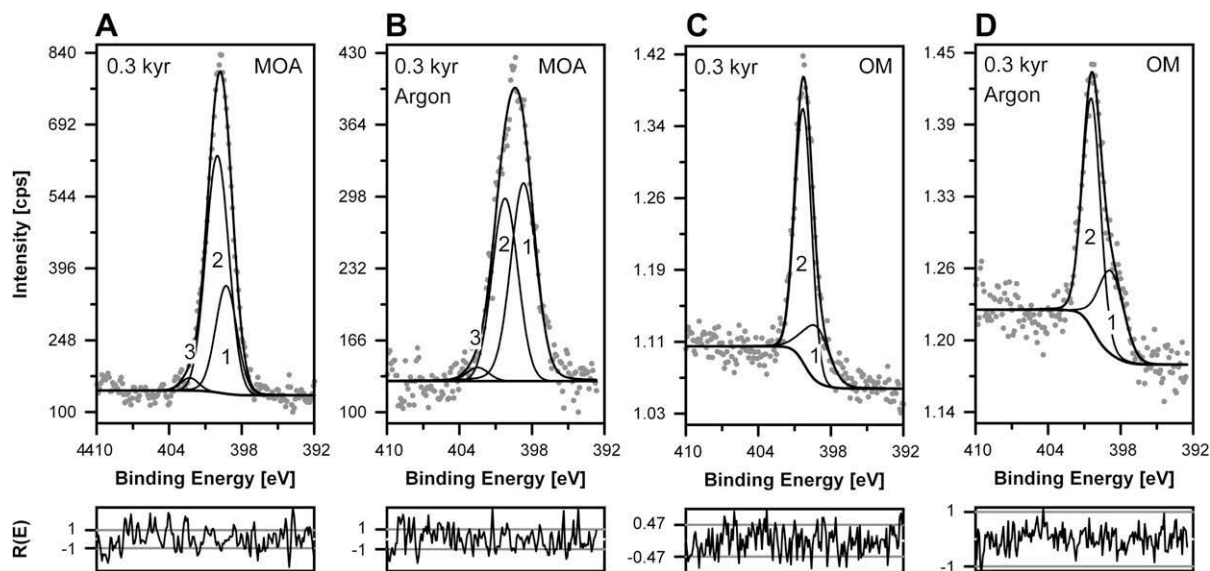 A
B
C
D
0.3 kyr MOA
0.3 kyr MOA
Argon
0.3 kyr OM
0.3 kyr OM
Argon
Intensity [cps]
840
692
544
396
248
100
2
3
1
4410 404 398 392
Binding Energy [eV]
430
364
298
232
166
100
2 1
3
410 404 398 392
Binding Energy [eV]
1.42
1.34
1.26
1.19
1.11
1.03
2
1
410 404 398 392
Binding Energy [eV]
1.45
1.39
1.33
1.26
1.20
1.14
2
1
410 404 398 392
Binding Energy [eV]
R(E)
1
-1
1
-1
0.47
-0.47
1
-1